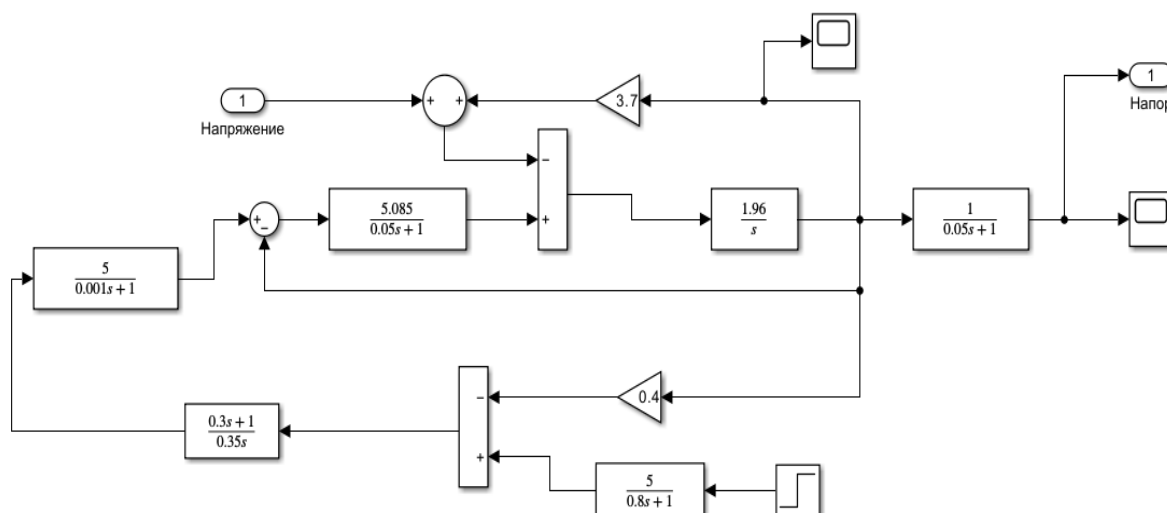 1
Напряжение
+ +
3.7
1
Напор
−
+
+
−
5.085
0.05s + 1
1.96
s
1
0.05s + 1
5
0.001s + 1
0.3s + 1
0.35s
−
+
0.4
5
0.8s + 1